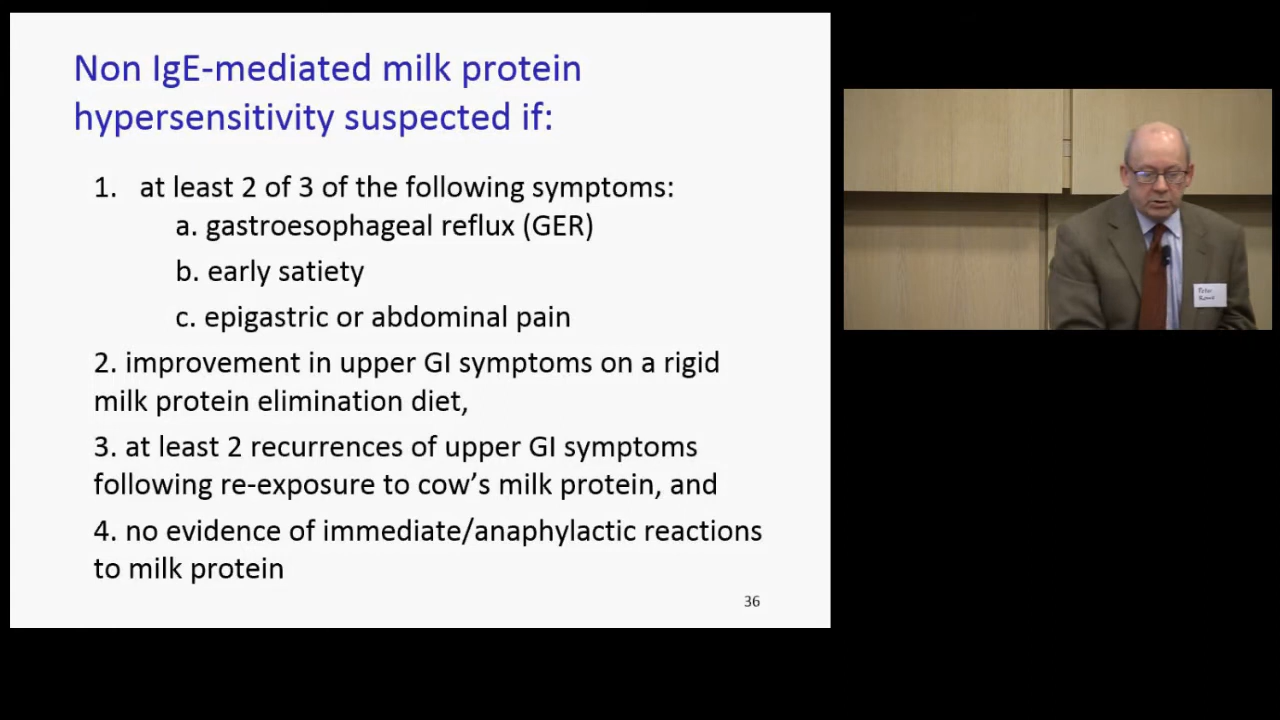 Non IgE-mediated milk protein
hypersensitivity suspected if:
1. at least 2 of 3 of the following symptoms:
a. gastroesophageal reflux (GER)
b. early satiety
c. epigastric or abdominal pain
2. improvement in upper GI symptoms on a rigid
milk protein elimination diet,
3. at least 2 recurrences of upper GI symptoms
following re-exposure to cow's milk protein, and
4. no evidence of immediate/anaphylactic reactions
to milk protein
36
Peter